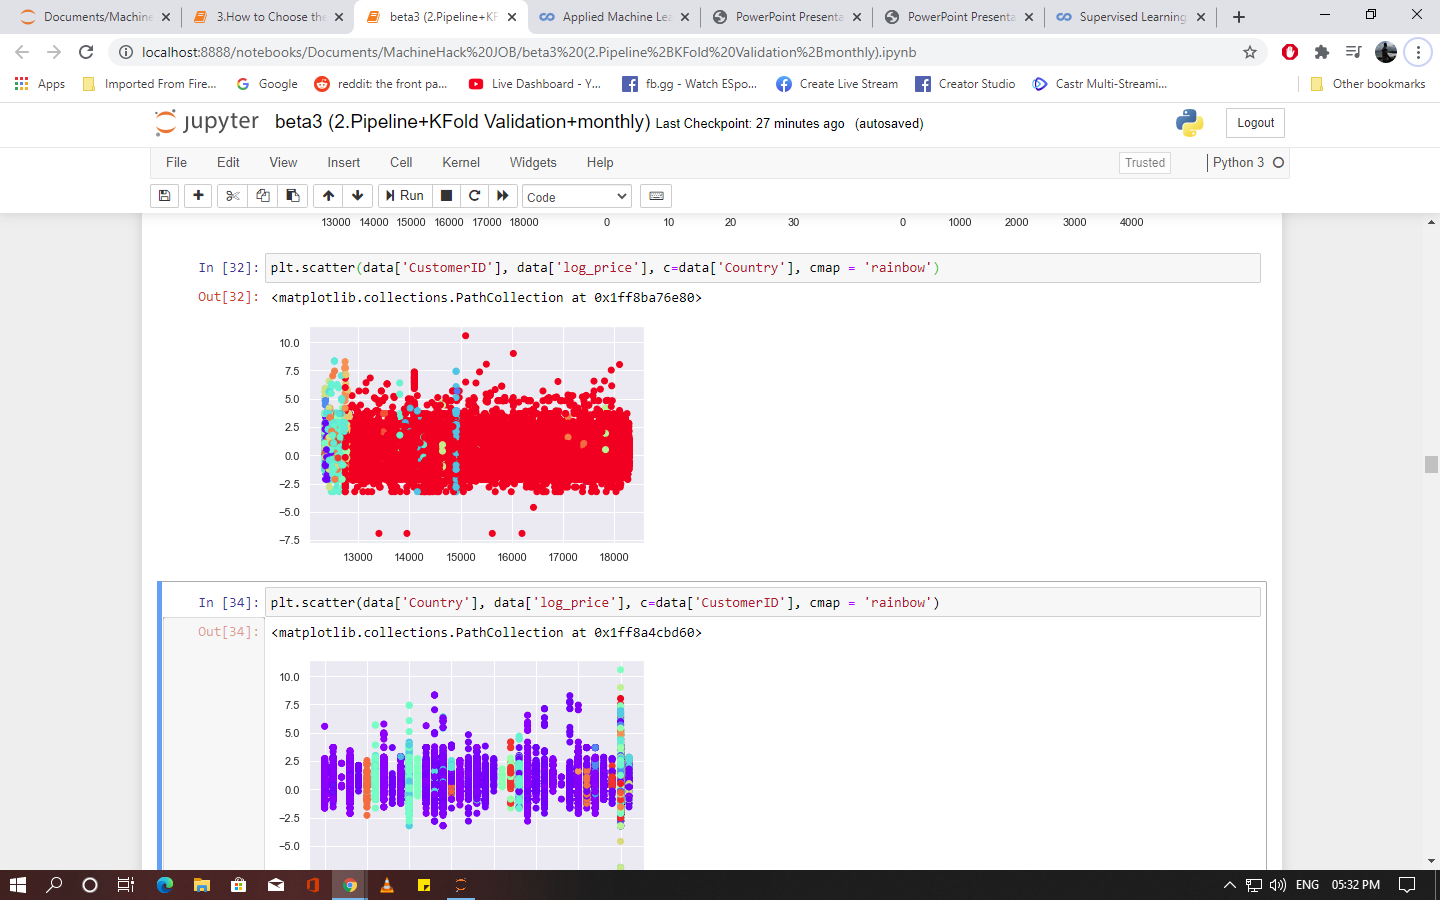 Documents/Machine
3.How to Choose the
beta3 (2.Pipeline+KF
Applied Machine Lea
PowerPoint Presenta
PowerPoint Presenta
Supervised Learning
localhost:8888/notebooks/Documents/MachineHack%20JOB/beta3%20(2.Pipeline%2BKFold%20Validation%2Bmonthly).ipynb
Apps
Imported From Fire...
Google
reddit: the front pa...
Live Dashboard - Y...
fb.gg - Watch ESpo...
Create Live Stream
Creator Studio
Castr Multi-Streami...
Other bookmarks
jupyter beta3 (2.Pipeline+KFold Validation+monthly) Last Checkpoint: 27 minutes ago (autosaved)
Logout
File Edit View Insert Cell Kernel Widgets Help
Trusted
Python 3
Run
Code
13000 14000 15000 16000 17000 18000 0 10 20 30 0 1000 2000 3000 4000
In [32]: plt.scatter(data['CustomerID'], data['log_price'], c=data['Country'], cmap = 'rainbow')
Out[32]: <matplotlib.collections.PathCollection at 0x1ff8ba76e80>
10.0
7.5
5.0
2.5
0.0
−2.5
−5.0
−7.5
13000 14000 15000 16000 17000 18000
In [34]: plt.scatter(data['Country'], data['log_price'], c=data['CustomerID'], cmap = 'rainbow')
Out[34]: <matplotlib.collections.PathCollection at 0x1ff8a4cbd60>
10.0
7.5
5.0
2.5
0.0
−2.5
−5.0
ENG 05:32 PM